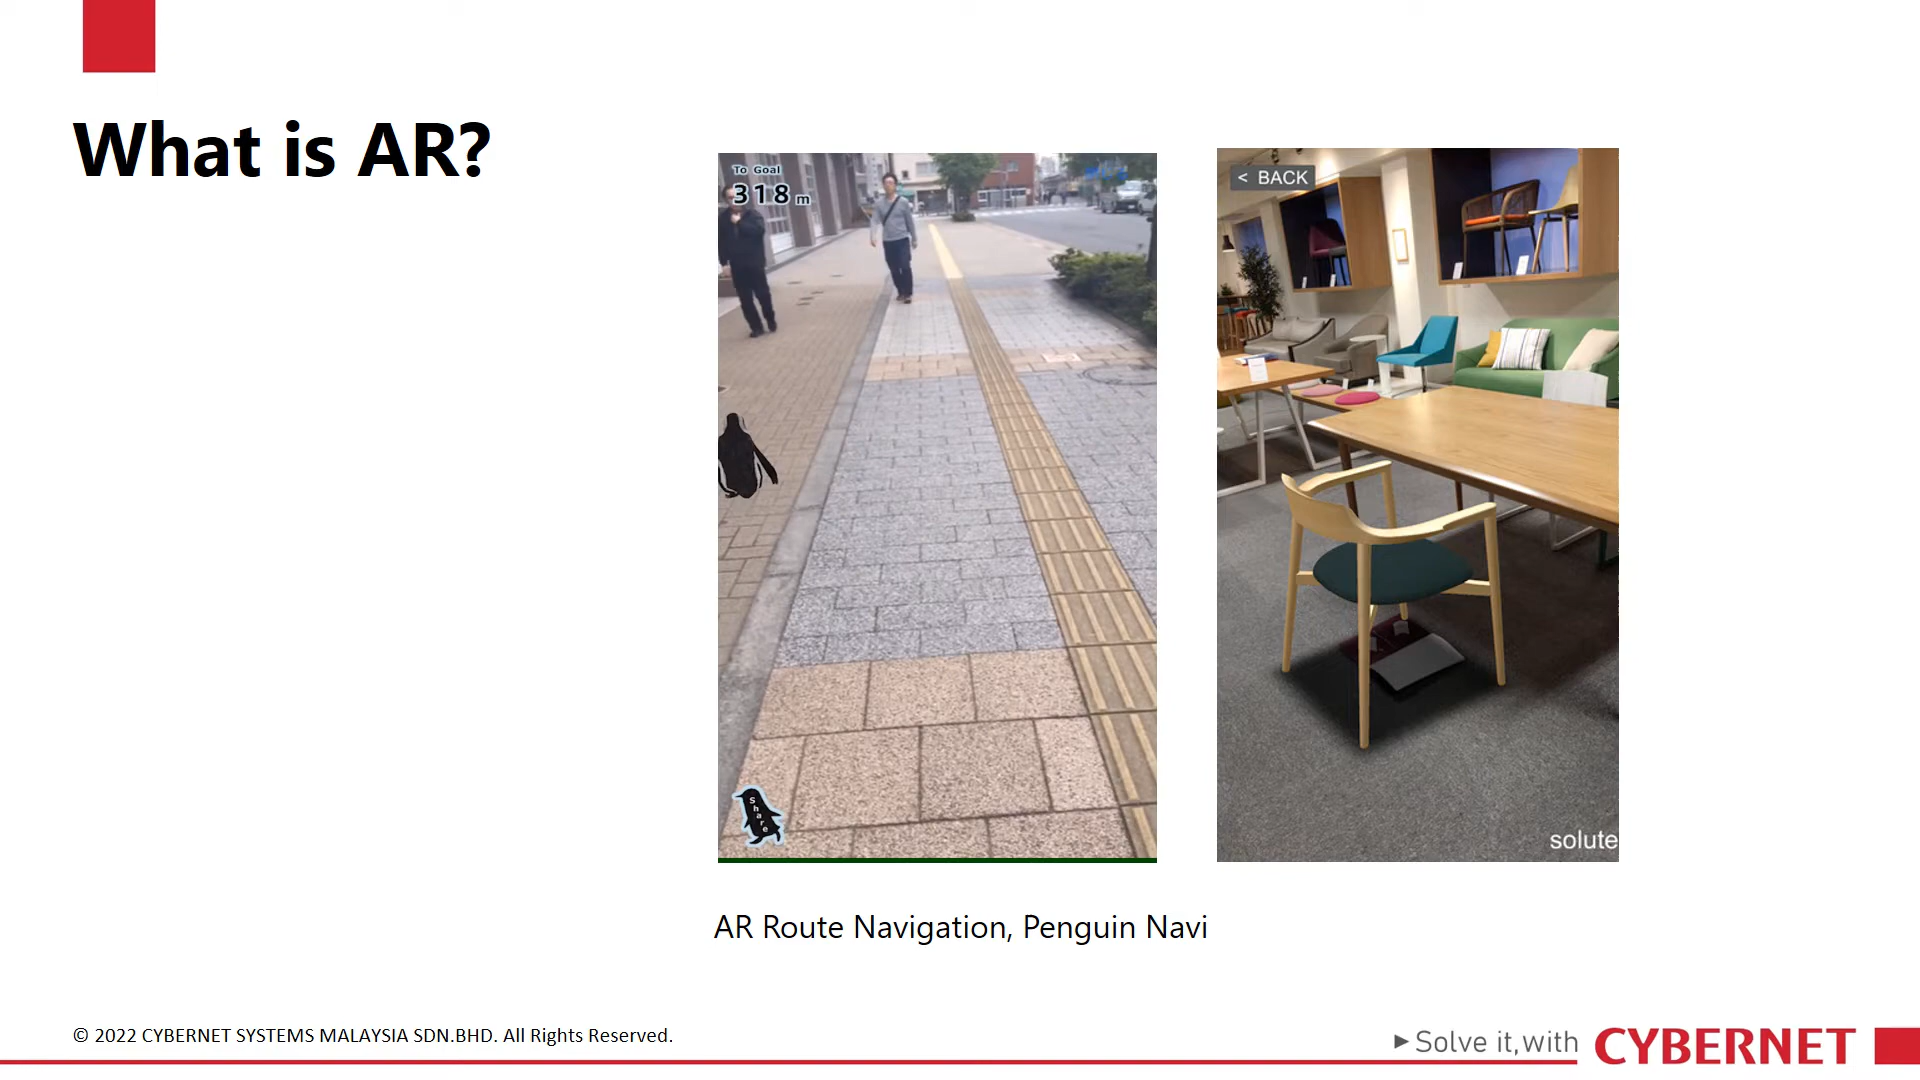 What is AR?
To Goal
318 m
Share
< BACK
solute
AR Route Navigation, Penguin Navi
© 2022 CYBERNET SYSTEMS MALAYSIA SDN.BHD. All Rights Reserved.
Solve it, with CYBERNET